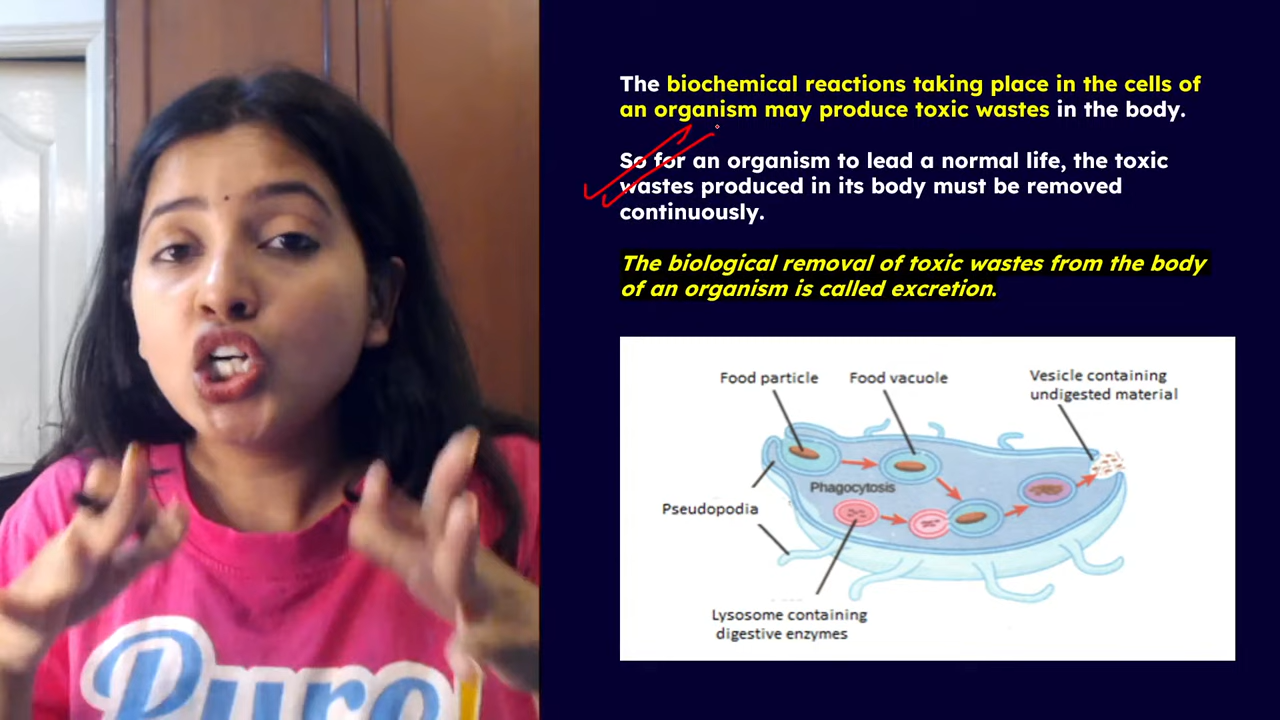 The biochemical reactions taking place in the cells of
an organism may produce toxic wastes in the body.
So for an organism to lead a normal life, the toxic
wastes produced in its body must be removed
continuously.
The biological removal of toxic wastes from the body
of an organism is called excretion.
Food particle
Food vacuole
Vesicle containing
undigested material
Phagocytosis
Pseudopodia
Lysosome containing
digestive enzymes
Pure